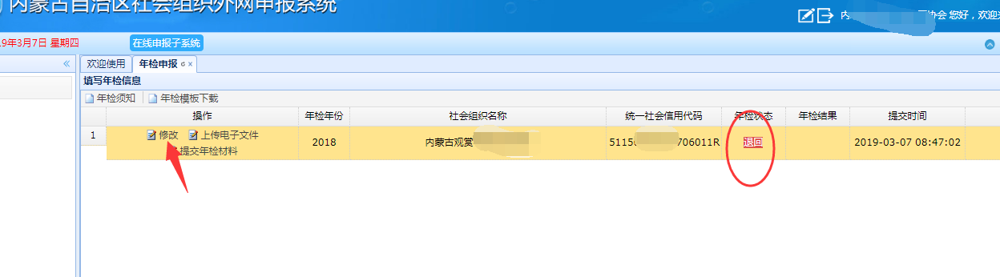 内蒙古自治区社会组织外网申报系统
内 协会 您好，欢迎
9年3月7日 星期四
在线申报子系统
欢迎使用 年检申报
填写年检信息
年检须知 年检模板下载
操作 年检年份 社会组织名称 统一社会信用代码 年检状态 年检结果 提交时间
1 修改 上传电子文件 2018 内蒙古观赏 5115 706011R 退回 2019-03-07 08:47:02
提交年检材料